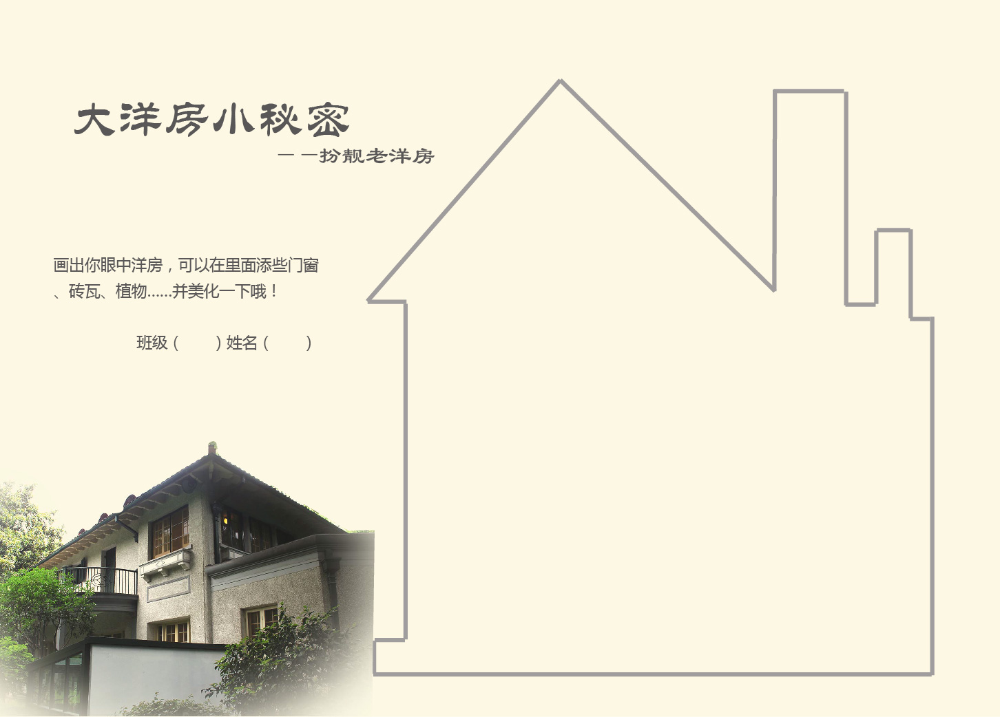 大洋房小秘密
— —扮靓老洋房
画出你眼中洋房，可以在里面添些门窗
、砖瓦、植物……并美化一下哦！
班级（　　）姓名（　　）